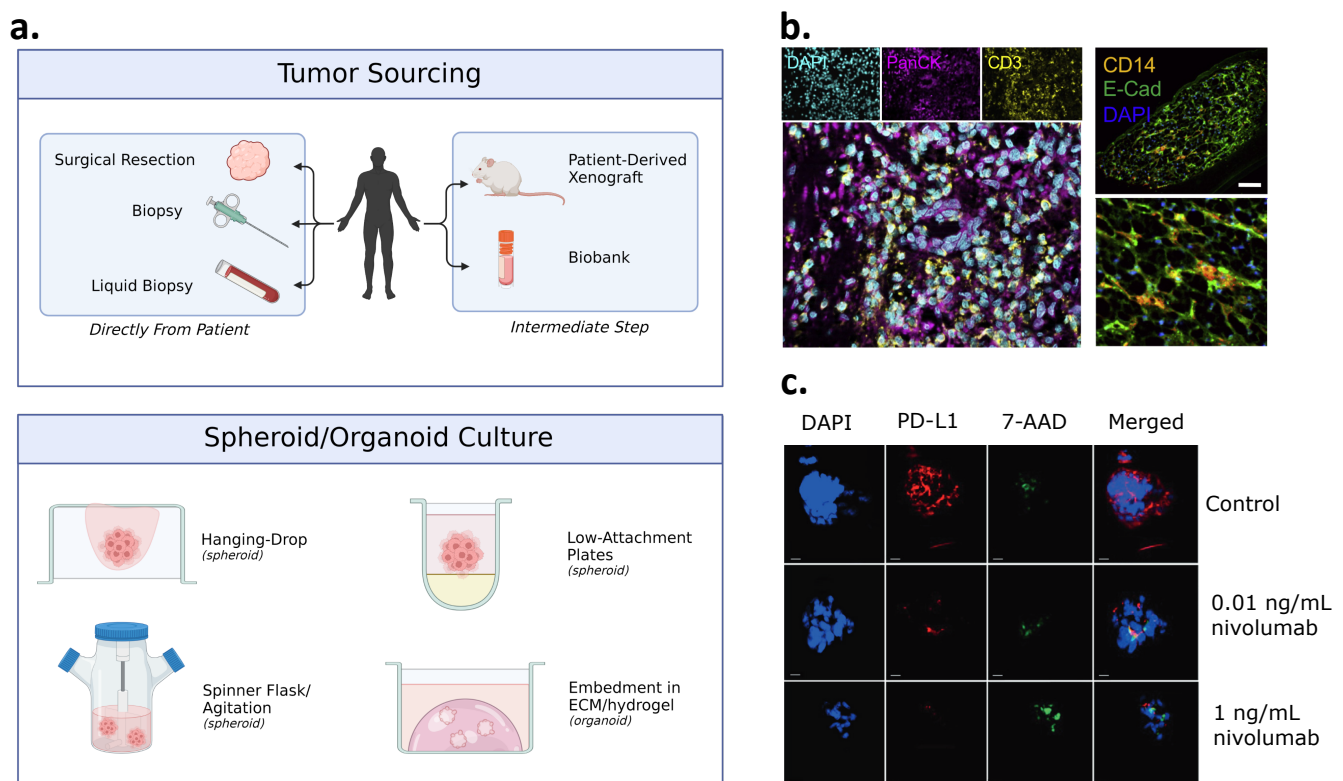 a.
Tumor Sourcing
Surgical Resection
Biopsy
Liquid Biopsy
Directly From Patient
Patient-Derived
Xenograft
Biobank
Intermediate Step
Spheroid/Organoid Culture
Hanging-Drop
(spheroid)
Low-Attachment
Plates
(spheroid)
Spinner Flask/
Agitation
(spheroid)
Embedment in
ECM/hydrogel
(organoid)
b.
DAPI
PanCK
CD3
CD14
E-Cad
DAPI
c.
DAPI
PD-L1
7-AAD
Merged
Control
0.01 ng/mL
nivolumab
1 ng/mL
nivolumab